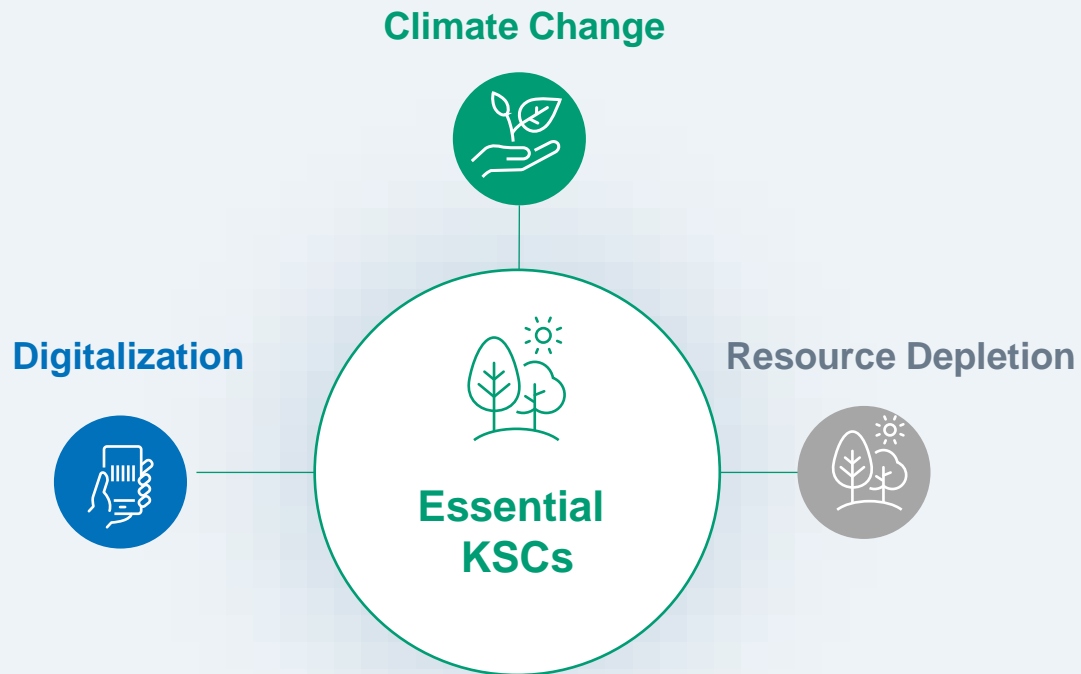 Climate Change
Digitalization
Resource Depletion
Essential
KSCs